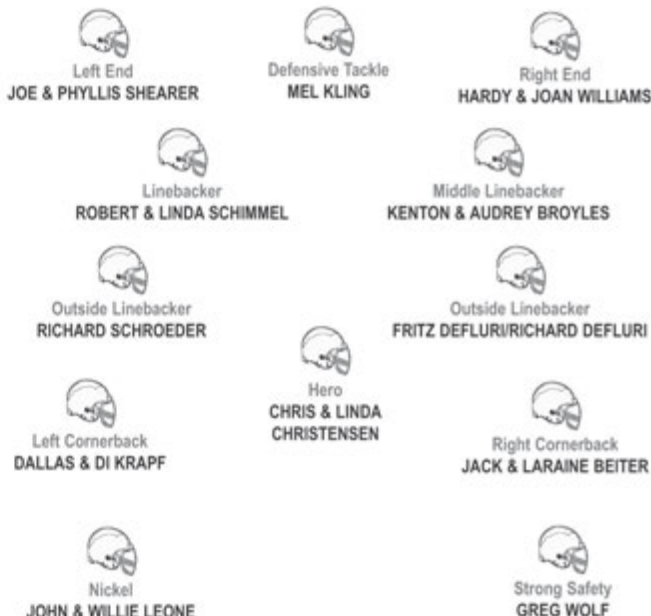 Left End
JOE & PHYLLIS SHEARER
Defensive Tackle
MEL KLING
Right End
HARDY & JOAN WILLIAMS
Linebacker
ROBERT & LINDA SCHIMMEL
Middle Linebacker
KENTON & AUDREY BROYLES
Outside Linebacker
RICHARD SCHROEDER
Outside Linebacker
FRITZ DEFLURI/RICHARD DEFLURI
Hero
CHRIS & LINDA
CHRISTENSEN
Left Cornerback
DALLAS & DI KRAPF
Right Cornerback
JACK & LARAINE BEITER
Nickel
JOHN & WILLIE LEONE
Strong Safety
GREG WOLF